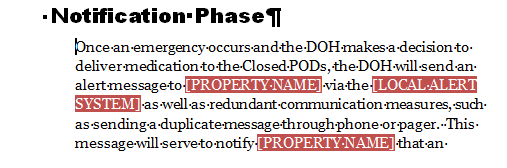 Notification Phase¶
Once an emergency occurs and the DOH makes a decision to
deliver medication to the Closed PODs, the DOH will send an
alert message to [PROPERTY NAME] via the [LOCAL ALERT
SYSTEM] as well as redundant communication measures, such
as sending a duplicate message through phone or pager.  This
message will serve to notify [PROPERTY NAME] that an